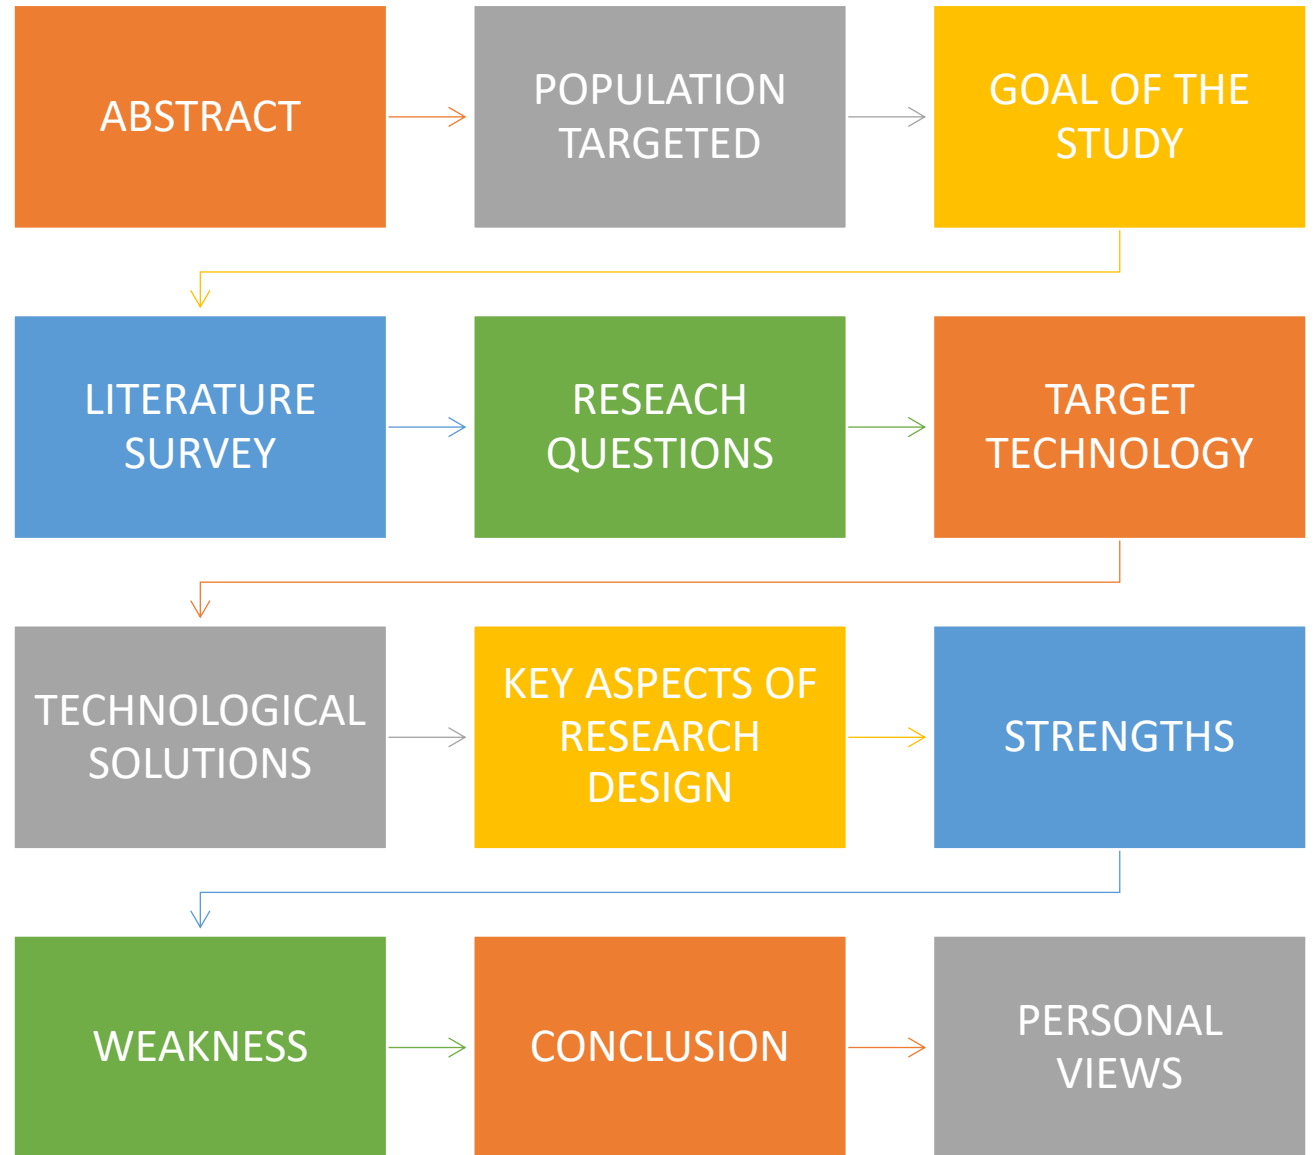 ABSTRACT
POPULATION
TARGETED
GOAL OF THE
STUDY
LITERATURE
SURVEY
RESEACH
QUESTIONS
TARGET
TECHNOLOGY
TECHNOLOGICAL
SOLUTIONS
KEY ASPECTS OF
RESEARCH
DESIGN
STRENGTHS
WEAKNESS
CONCLUSION
PERSONAL
VIEWS